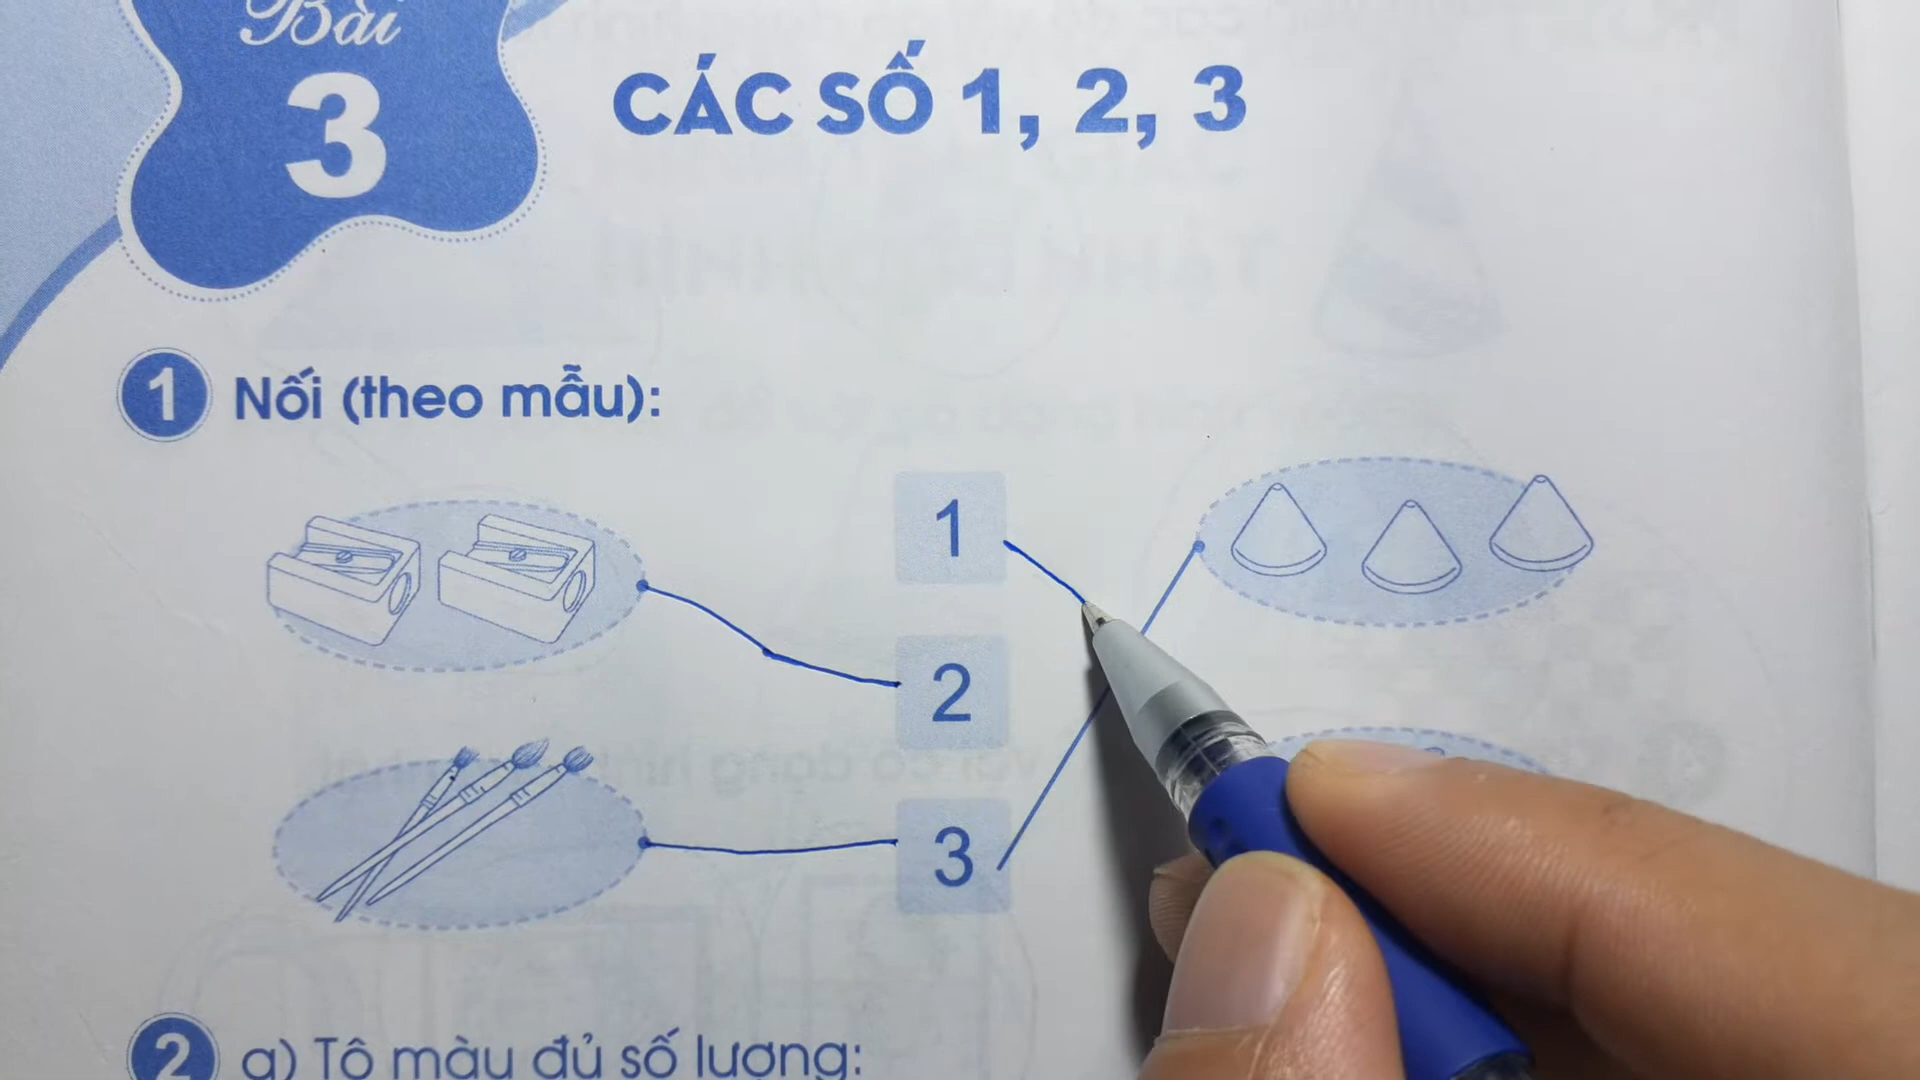 Bài
3
CÁC SỐ 1, 2, 3
1 Nối (theo mẫu):
1
2
3
2 a) Tô màu đủ số lượng: